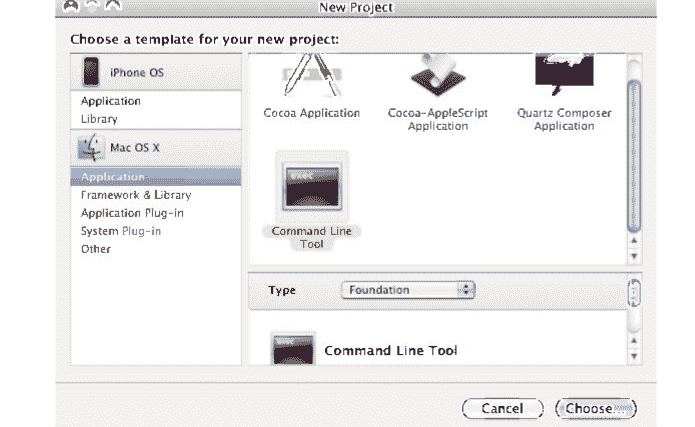 New Project
Choose a template for your new project:
iPhone OS
Application
Library
Mac OS X
Application
Framework & Library
Application Plug-in
System Plug-in
Other
Cocoa Application
Cocoa-AppleScript
Application
Quartz Composer
Application
exec
Command Line
Tool
Type
Foundation
exec
Command Line Tool
Cancel
Choose...